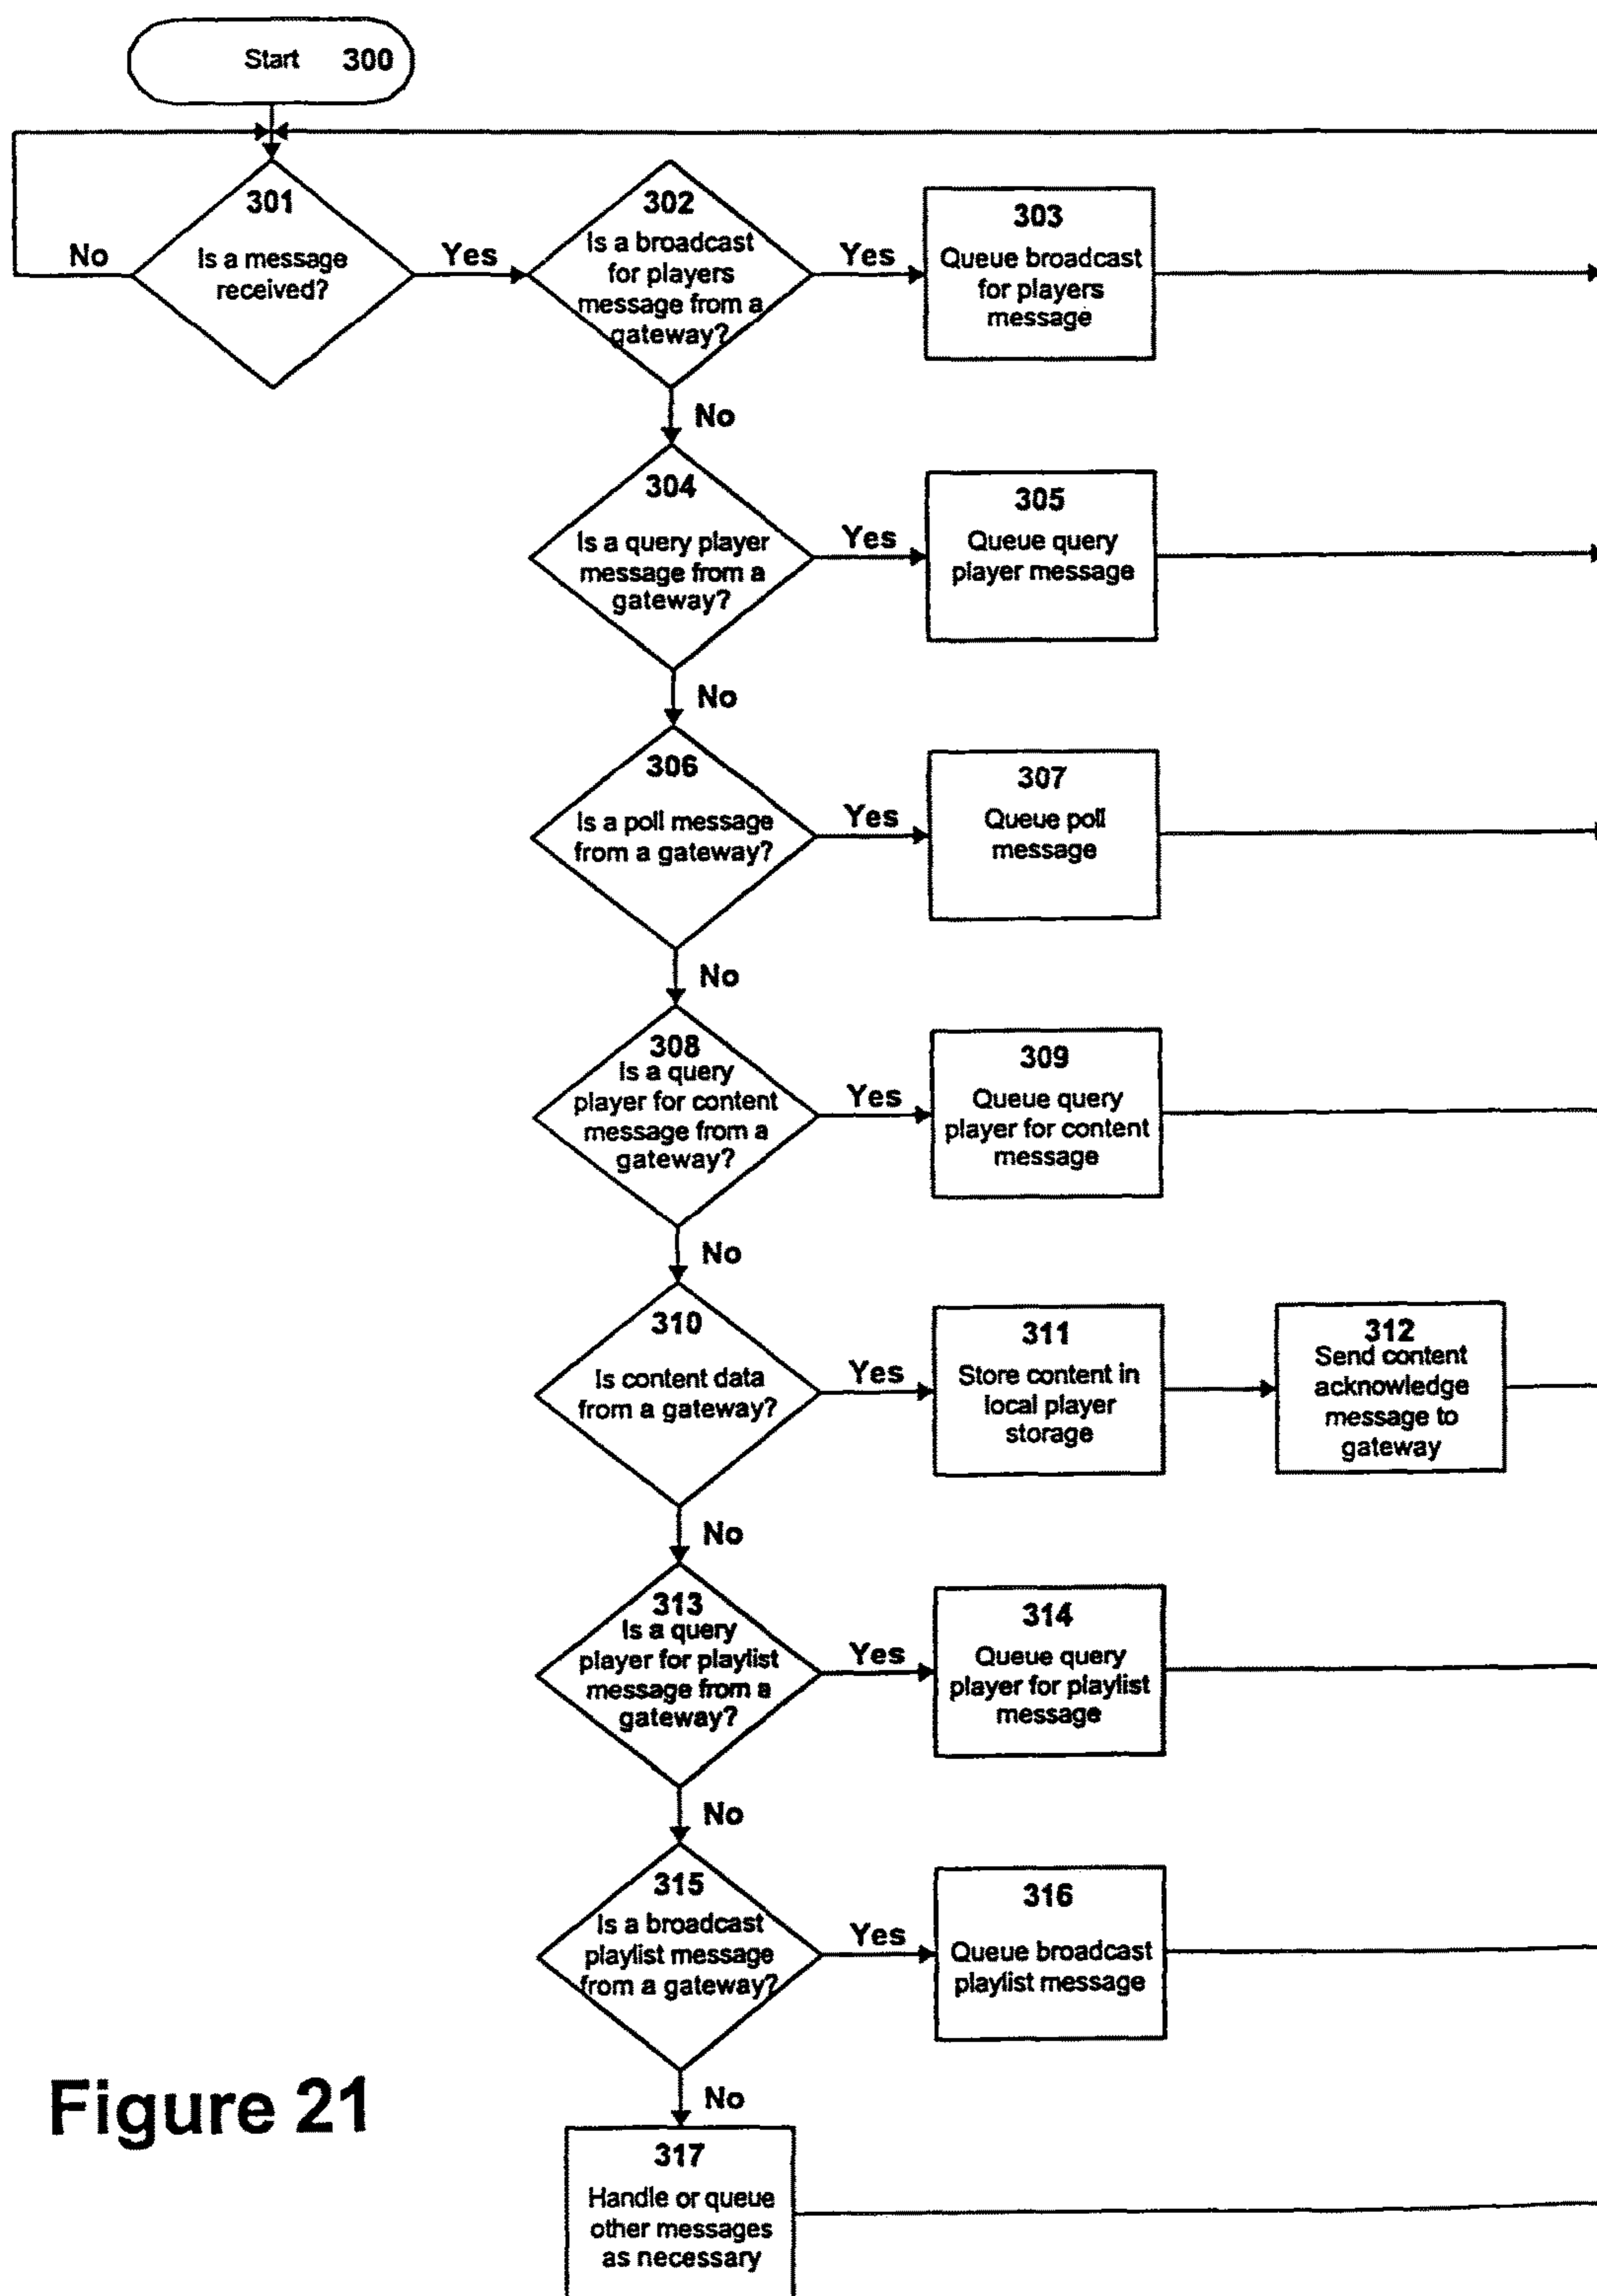 Start 300
301
Is a message
received?
No
Yes
302
Is a broadcast
for players
message from a
gateway?
Yes
303
Queue broadcast
for players
message
No
304
Is a query player
message from a
gateway?
Yes
305
Queue query
player message
No
306
Is a poll message
from a gateway?
Yes
307
Queue poll
message
No
308
Is a query
player for content
message from a
gateway?
Yes
309
Queue query
player for content
message
No
310
Is content data
from a gateway?
Yes
311
Store content in
local player
storage
312
Send content
acknowledge
message to
gateway
No
313
Is a query
player for playlist
message from a
gateway?
Yes
314
Queue query
player for playlist
message
No
315
Is a broadcast
playlist message
from a gateway?
Yes
316
Queue broadcast
playlist message
No
317
Handle or queue
other messages
as necessary
Figure 21